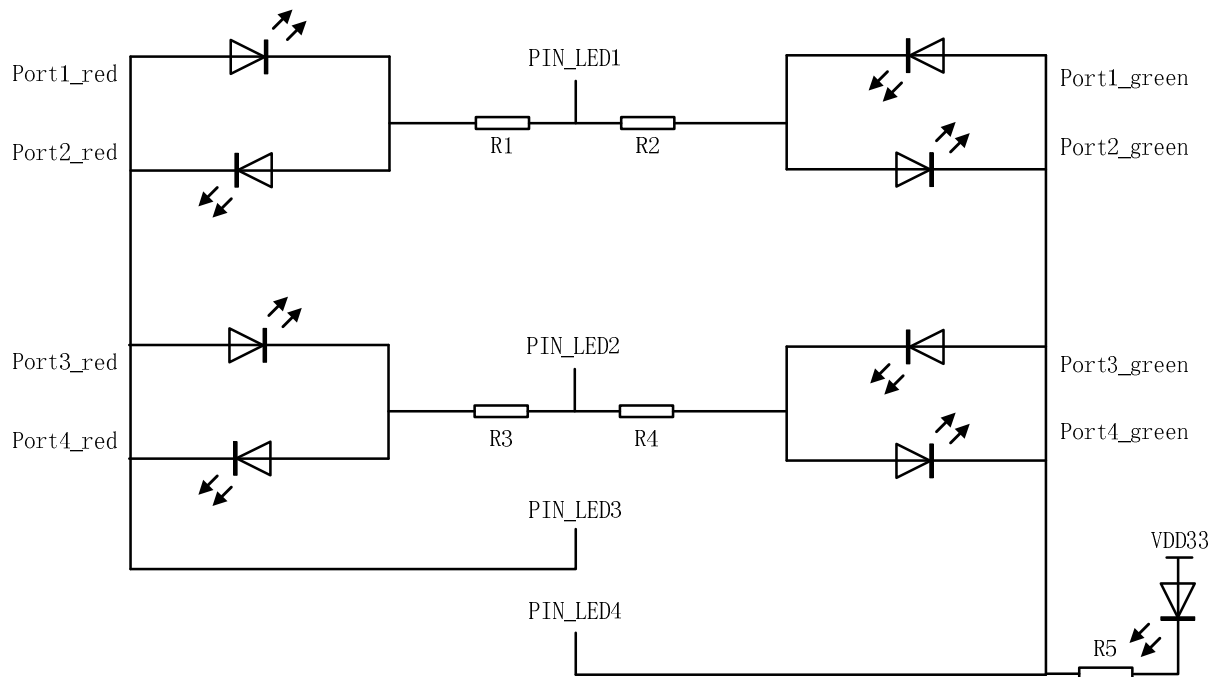 PIN_LED1
Port1_red
Port1_green
R1
R2
Port2_red
Port2_green
PIN_LED2
Port3_red
Port3_green
R3
R4
Port4_red
Port4_green
PIN_LED3
VDD33
PIN_LED4
R5